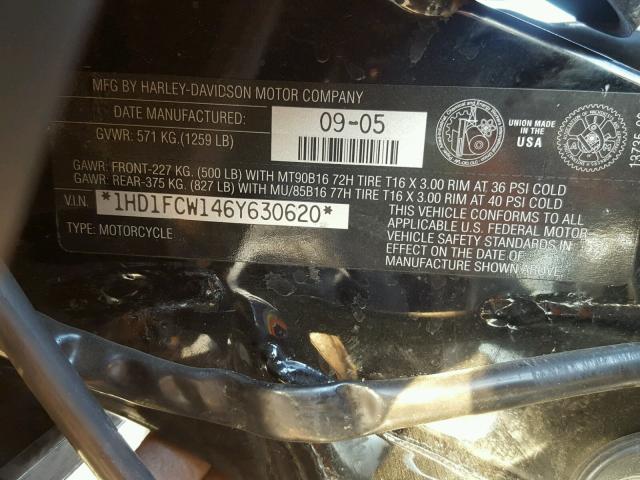 MFG BY HARLEY-DAVIDSON MOTOR COMPANY
DATE MANUFACTURED: 09-05
GVWR: 571 KG.(1259 LB)
UNION MADE
IN THE
USA
GAWR: FRONT-227 KG. (500 LB) WITH MT90B16 72H TIRE T16 X 3.00 RIM AT 36 PSI COLD
GAWR: REAR-375 KG. (827 LB) WITH MU/85B16 77H TIRE T16 X 3.00 RIM AT 40 PSI COLD
V.I.N. *1HD1FCW146Y630620*
TYPE: MOTORCYCLE
THIS VEHICLE CONFORMS TO ALL
APPLICABLE U.S. FEDERAL MOTOR
VEHICLE SAFETY STANDARDS IN
EFFECT ON THE DATE OF
MANUFACTURE SHOWN ABOVE.